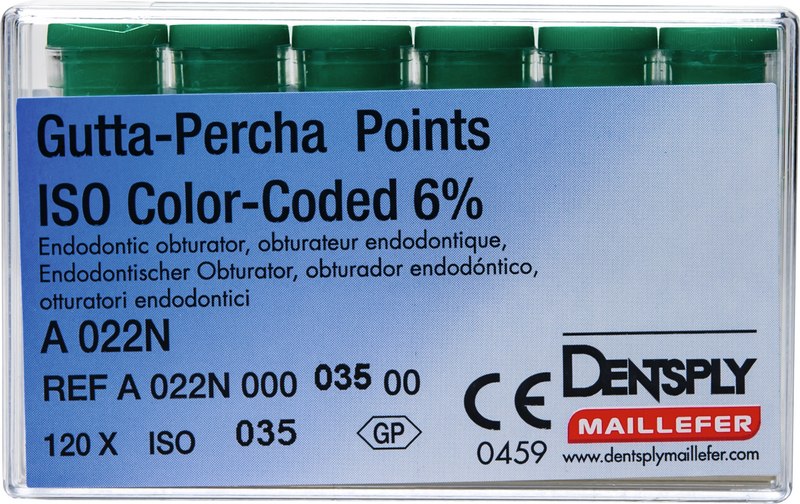 Gutta-Percha Points
ISO Color-Coded 6%
Endodontic obturator, obturateur endodontique,
Endodontischer Obturator, obturador endodóntico,
otturatori endodontici
A 022N
REF A 022N 000 035 00
120 X ISO 035 GP
CE
0459
DENTSPLY
MAILLEFER
www.dentsplymaillefer.com